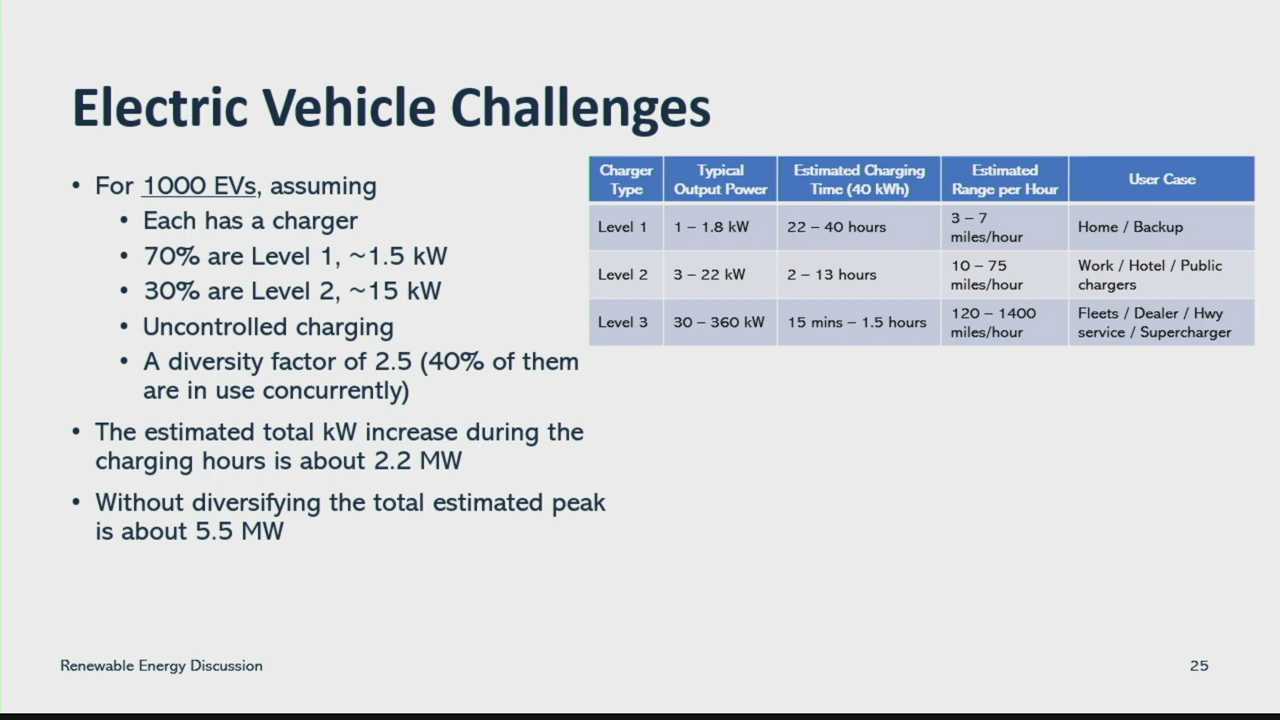 Electric Vehicle Challenges
• For 1000 EVs, assuming
• Each has a charger
• 70% are Level 1, ~1.5 kW
• 30% are Level 2, ~15 kW
• Uncontrolled charging
• A diversity factor of 2.5 (40% of them
are in use concurrently)
• The estimated total kW increase during the
charging hours is about 2.2 MW
• Without diversifying the total estimated peak
is about 5.5 MW
Charger Type | Typical Output Power | Estimated Charging Time (40 kWh) | Estimated Range per Hour | User Case
Level 1 | 1 – 1.8 kW | 22 – 40 hours | 3 – 7 miles/hour | Home / Backup
Level 2 | 3 – 22 kW | 2 – 13 hours | 10 – 75 miles/hour | Work / Hotel / Public chargers
Level 3 | 30 – 360 kW | 15 mins – 1.5 hours | 120 – 1400 miles/hour | Fleets / Dealer / Hwy service / Supercharger
Renewable Energy Discussion
25